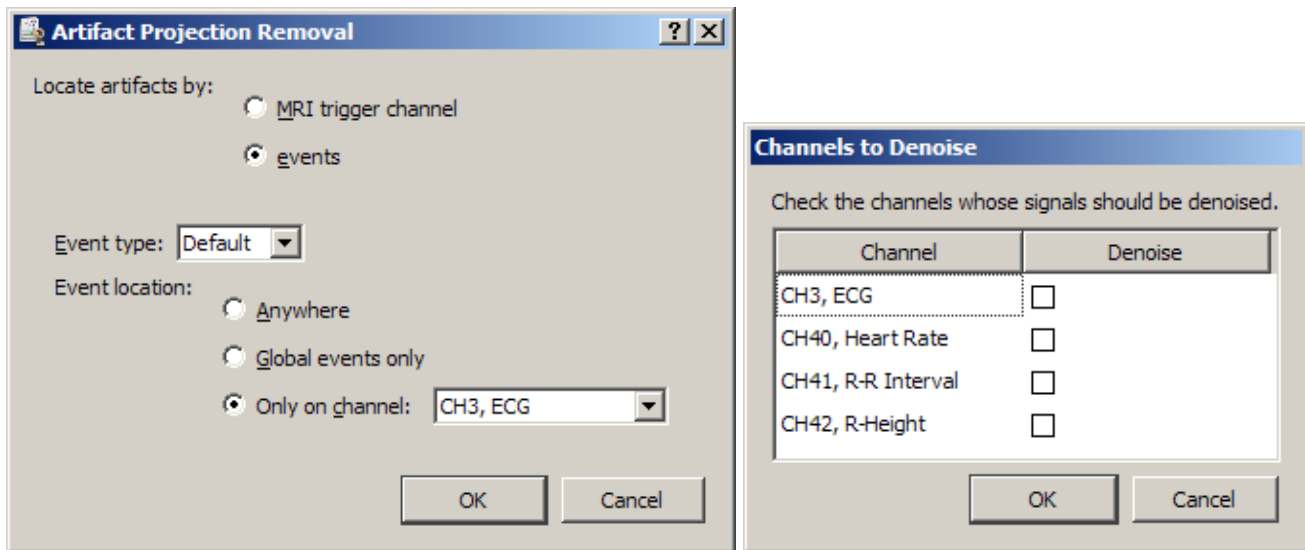 Artifact Projection Removal
Locate artifacts by:
MRI trigger channel
events
Event type: Default
Event location:
Anywhere
Global events only
Only on channel: CH3, ECG
OK Cancel
Channels to Denoise
Check the channels whose signals should be denoised.
Channel Denoise
CH3, ECG
CH40, Heart Rate
CH41, R-R Interval
CH42, R-Height
OK Cancel